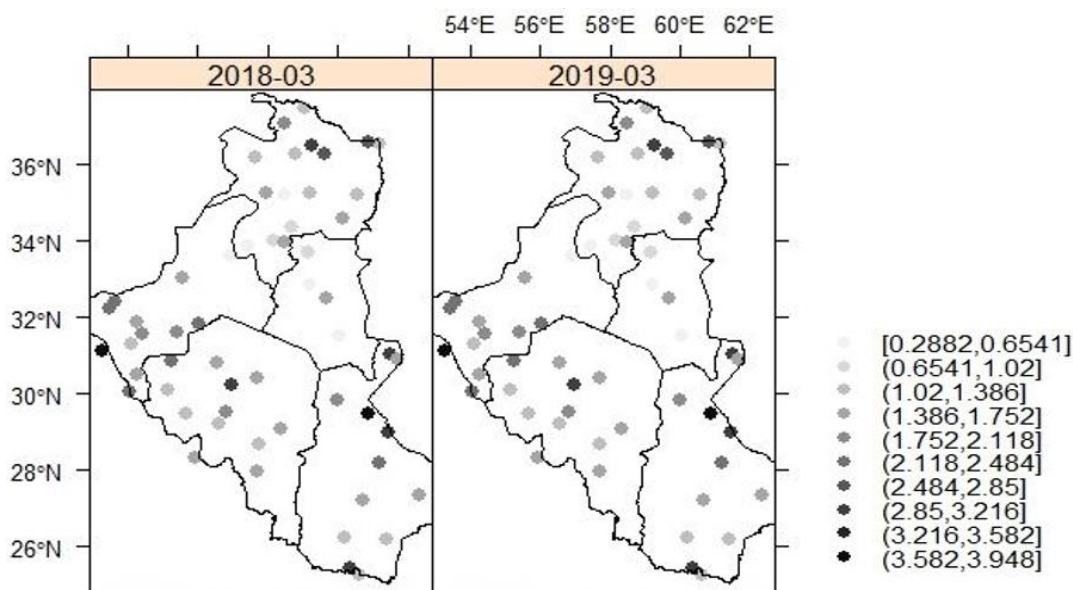 54°E 56°E 58°E 60°E 62°E
2018-03 2019-03
36°N
34°N
32°N
30°N
28°N
26°N
[0.2882,0.6541]
(0.6541,1.02]
(1.02,1.386]
(1.386,1.752]
(1.752,2.118]
(2.118,2.484]
(2.484,2.85]
(2.85,3.216]
(3.216,3.582]
(3.582,3.948]